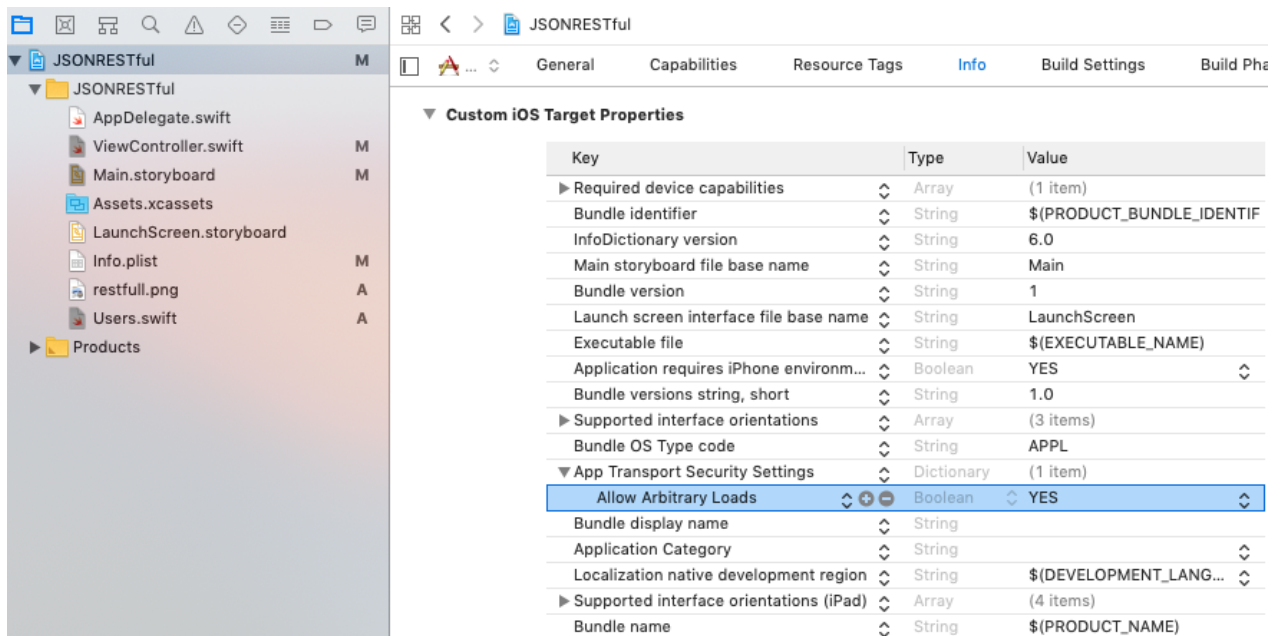 JSONRESTful
JSONRESTful M
JSONRESTful
AppDelegate.swift
ViewController.swift M
Main.storyboard M
Assets.xcassets
LaunchScreen.storyboard
Info.plist M
restfull.png A
Users.swift A
Products
... General Capabilities Resource Tags Info Build Settings Build Pha
Custom iOS Target Properties
Key Type Value
Required device capabilities Array (1 item)
Bundle identifier String $(PRODUCT_BUNDLE_IDENTIF
InfoDictionary version String 6.0
Main storyboard file base name String Main
Bundle version String 1
Launch screen interface file base name String LaunchScreen
Executable file String $(EXECUTABLE_NAME)
Application requires iPhone environm... Boolean YES
Bundle versions string, short String 1.0
Supported interface orientations Array (3 items)
Bundle OS Type code String APPL
App Transport Security Settings Dictionary (1 item)
Allow Arbitrary Loads Boolean YES
Bundle display name String
Application Category String
Localization native development region String $(DEVELOPMENT_LANG...
Supported interface orientations (iPad) Array (4 items)
Bundle name String $(PRODUCT_NAME)